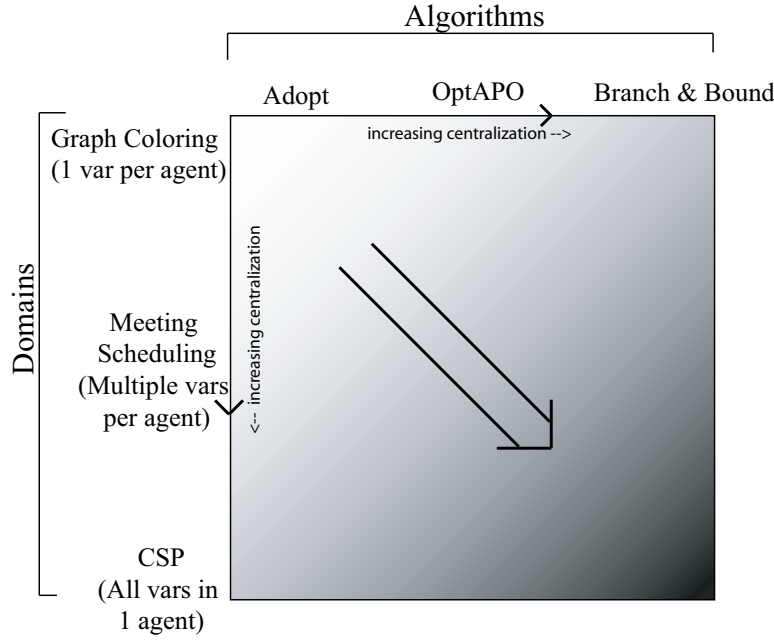 Algorithms
Adopt
OptAPO
Branch & Bound
increasing centralization -->
Graph Coloring
(1 var per agent)
<-- increasing centralization
Domains
Meeting
Scheduling
(Multiple vars
per agent)
CSP
(All vars in
1 agent)